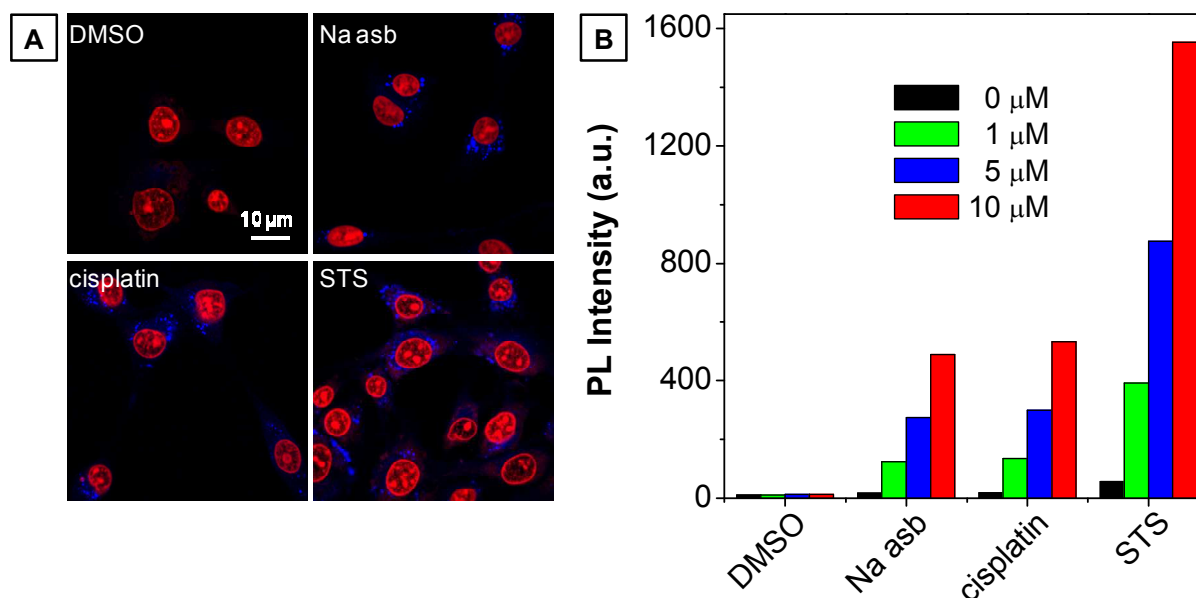 A
DMSO
Na asb
10 µm
cisplatin
STS
B
PL Intensity (a.u.)
1600
1200
800
400
0
0 µM
1 µM
5 µM
10 µM
DMSO
Na asb
cisplatin
STS